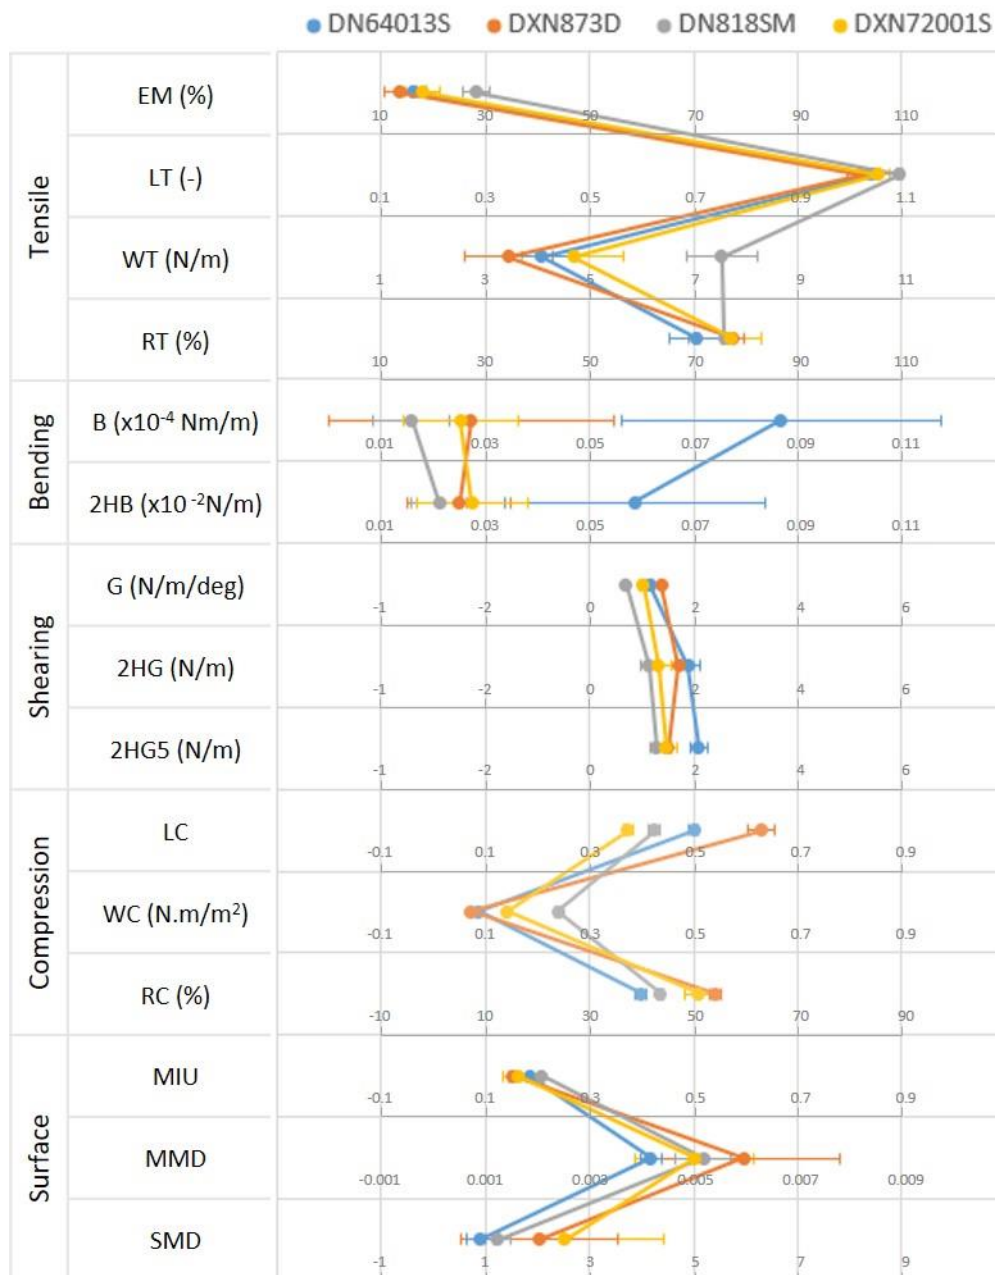 DN64013S DXN873D DN818SM DXN72001S
Tensile
EM (%)
10 30 50 70 90 110
LT (-)
0.1 0.3 0.5 0.7 0.9 1.1
WT (N/m)
1 3 5 7 9 11
RT (%)
10 30 50 70 90 110
Bending
B (x10⁻⁴ Nm/m)
0.01 0.03 0.05 0.07 0.09 0.11
2HB (x10 ⁻²N/m)
0.01 0.03 0.05 0.07 0.09 0.11
Shearing
G (N/m/deg)
-1 -2 0 2 4 6
2HG (N/m)
-1 -2 0 2 4 6
2HG5 (N/m)
-1 -2 0 2 4 6
Compression
LC
-0.1 0.1 0.3 0.5 0.7 0.9
WC (N.m/m²)
-0.1 0.1 0.3 0.5 0.7 0.9
RC (%)
-10 10 30 50 70 90
Surface
MIU
-0.1 0.1 0.3 0.5 0.7 0.9
MMD
-0.001 0.001 0.003 0.005 0.007 0.009
SMD
-1 1 3 5 7 9